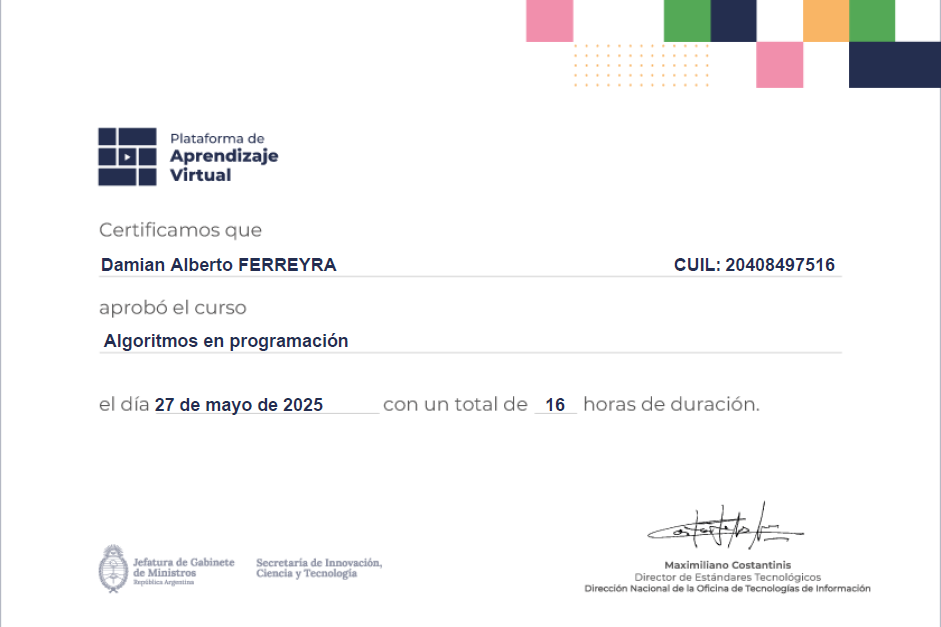 Plataforma de
Aprendizaje
Virtual
Certificamos que
Damian Alberto FERREYRA CUIL: 20408497516
aprobó el curso
Algoritmos en programación
el día 27 de mayo de 2025 con un total de 16 horas de duración.
Jefatura de Gabinete
de Ministros
República Argentina
Secretaría de Innovación,
Ciencia y Tecnología
Maximiliano Costantinis
Director de Estándares Tecnológicos
Dirección Nacional de la Oficina de Tecnologías de Información